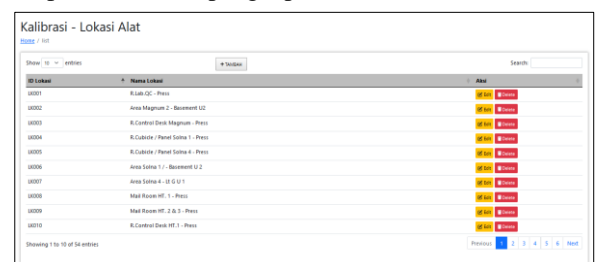 Kalibrasi - Lokasi Alat
Home / list
Show 10 entries
+ Tambah
Search:
ID Lokasi Nama Lokasi Aksi
LK001 R.Lab.QC - Press Edit Delete
LK002 Area Magnum 2 - Basement U2 Edit Delete
LK003 R.Control Desk Magnum - Press Edit Delete
LK004 R.Cubicle / Panel Solna 1 - Press Edit Delete
LK005 R.Cubicle / Panel Solna 4 - Press Edit Delete
LK006 Area Solna 1 / - Basement U 2 Edit Delete
LK007 Area Solna 4 - Lt G U 1 Edit Delete
LK008 Mail Room HT. 1 - Press Edit Delete
LK009 Mail Room HT. 2 & 3 - Press Edit Delete
LK010 R.Control Desk HT.1 - Press Edit Delete
Showing 1 to 10 of 54 entries
Previous 1 2 3 4 5 6 Next